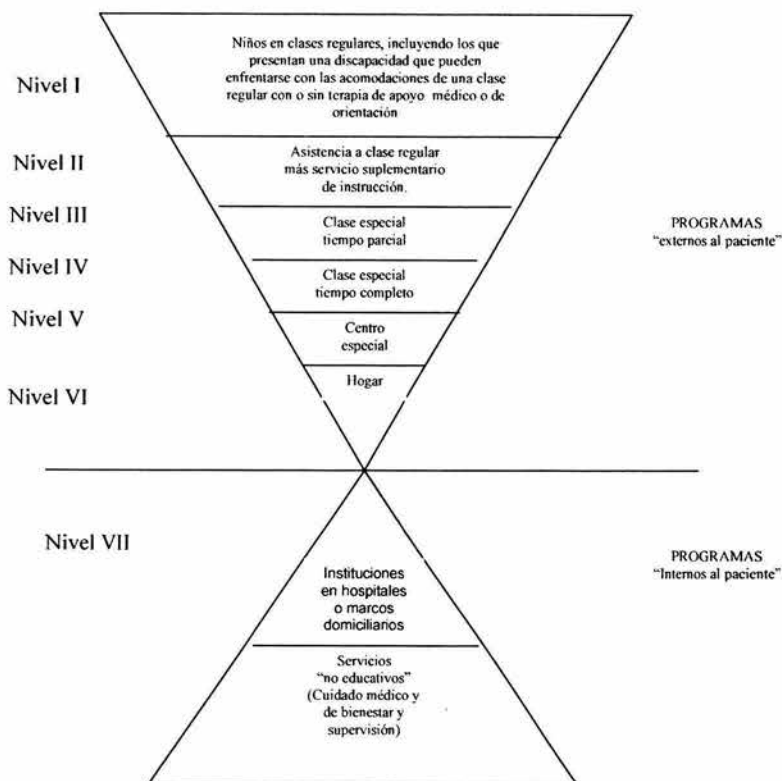 Nivel I
Niños en clases regulares, incluyendo los que
presentan una discapacidad que pueden
enfrentarse con las acomodaciones de una clase
regular con o sin terapia de apoyo médico o de
orientación
Nivel II
Asistencia a clase regular
más servicio suplementario
de instrucción.
Nivel III
Clase especial
tiempo parcial
PROGRAMAS
“externos al paciente”
Nivel IV
Clase especial
tiempo completo
Nivel V
Centro
especial
Nivel VI
Hogar
Nivel VII
Instituciones
en hospitales
o marcos
domiciliarios
PROGRAMAS
“Internos al paciente”
Servicios
“no educativos”
(Cuidado médico y
de bienestar y
supervisión)